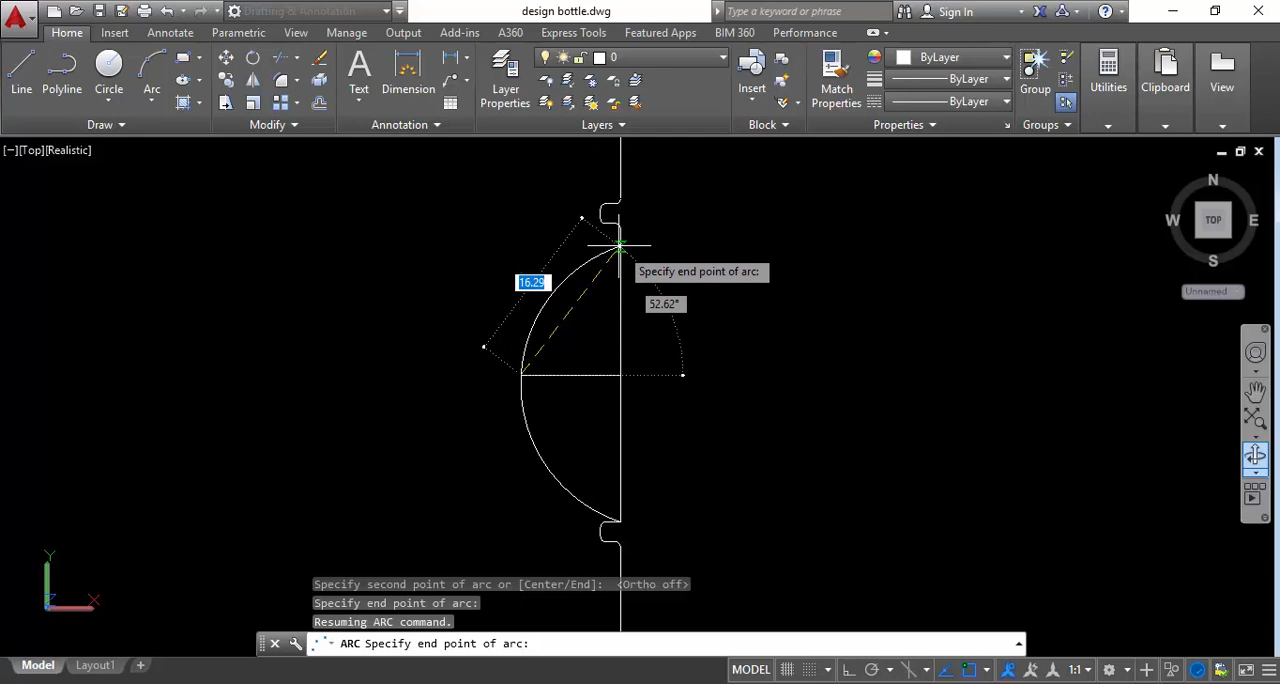 Drafting & Annotation
design bottle.dwg
Type a keyword or phrase
Sign In
Home
Insert
Annotate
Parametric
View
Manage
Output
Add-ins
A360
Express Tools
Featured Apps
BIM 360
Performance
Line
Polyline
Circle
Arc
Draw
Modify
Text
Dimension
Annotation
Layer
Properties
0
Layers
Insert
Block
Match
Properties
ByLayer
ByLayer
ByLayer
Properties
Group
Groups
Utilities
Clipboard
View
[−][Top][Realistic]
N
W
TOP
E
S
Unnamed
Specify end point of arc:
16.29
52.62°
Y
X
Specify second point of arc or [Center/End]:  <Ortho off>
Specify end point of arc:
Resuming ARC command.
ARC Specify end point of arc:
Model
Layout1
+
MODEL
1:1